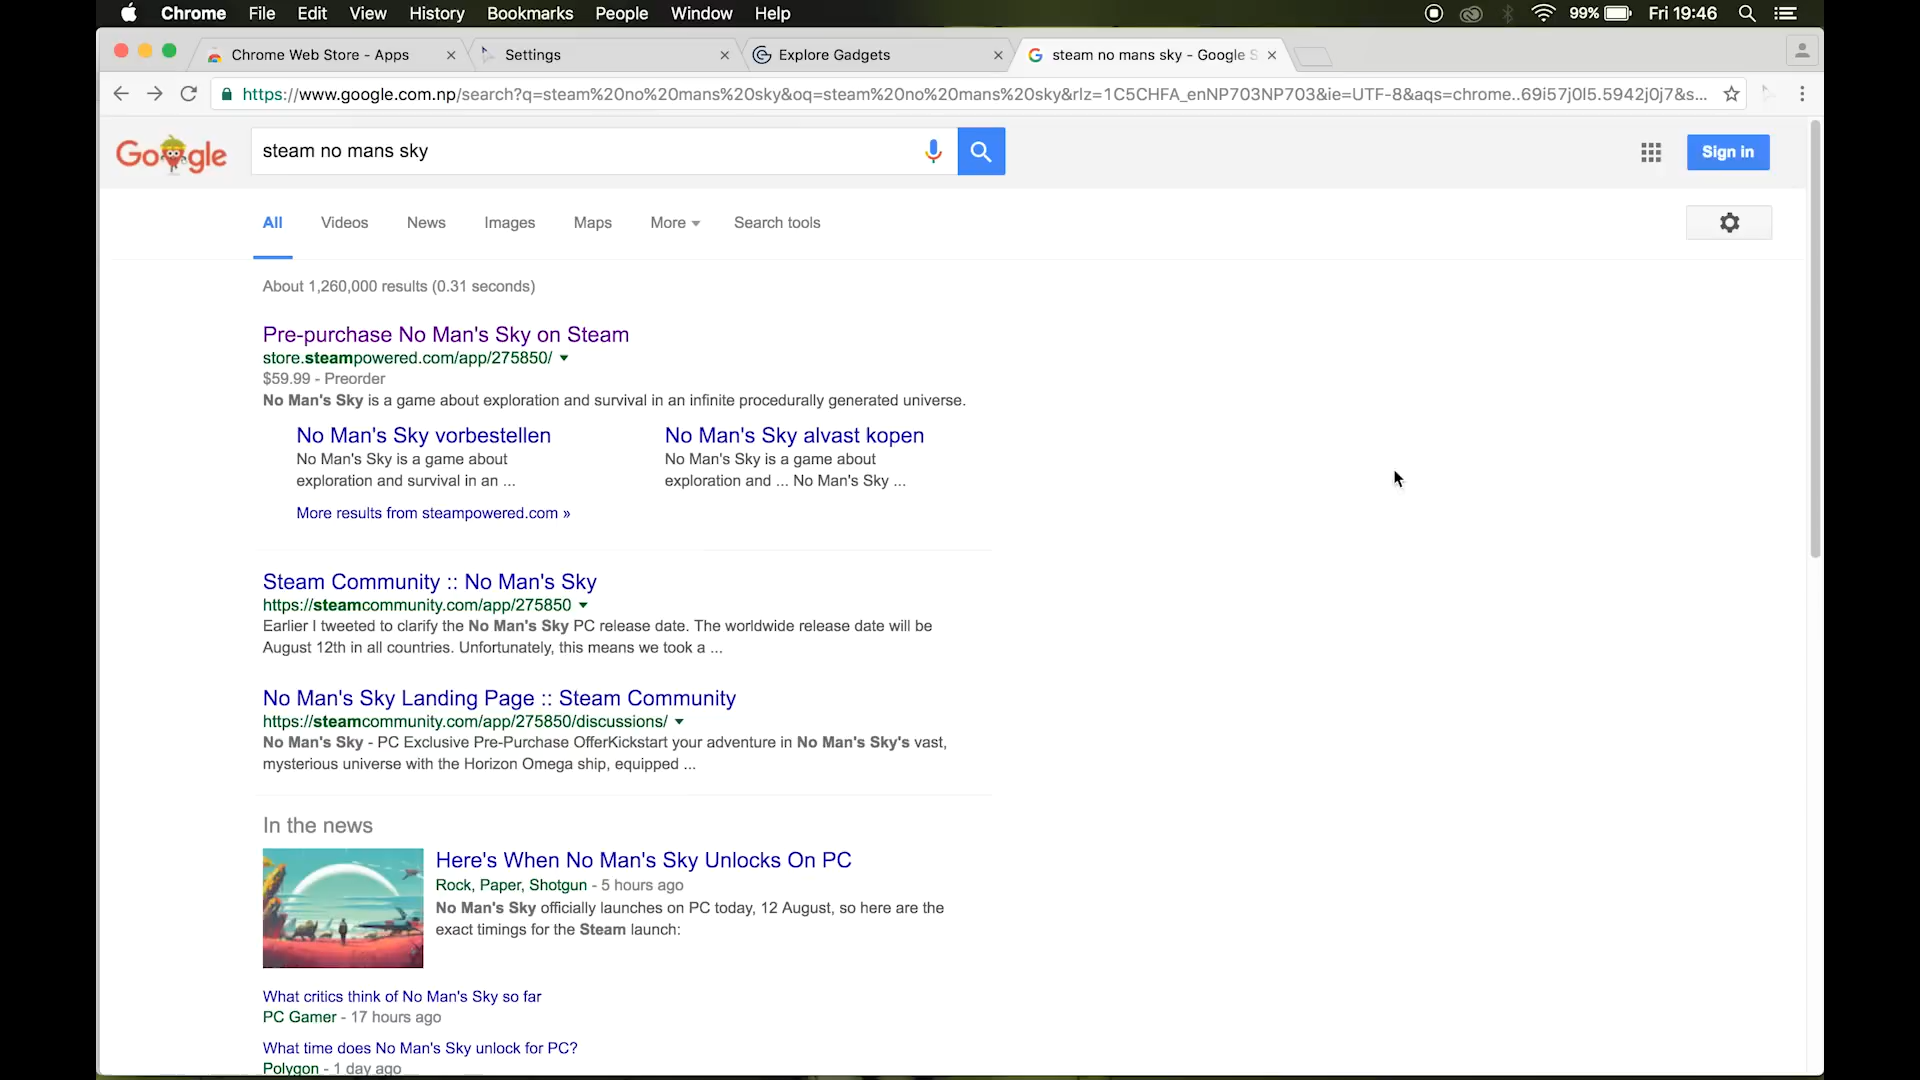 Chrome File Edit View History Bookmarks People Window Help 99% Fri 19:46
Chrome Web Store - Apps Settings Explore Gadgets steam no mans sky - Google S
https://www.google.com.np/search?q=steam%20no%20mans%20sky&oq=steam%20no%20mans%20sky&rlz=1C5CHFA_enNP703NP703&ie=UTF-8&aqs=chrome..69i57j0l5.5942j0j7&s...
Google steam no mans sky Sign in
All Videos News Images Maps More Search tools
About 1,260,000 results (0.31 seconds)
Pre-purchase No Man's Sky on Steam
store.steampowered.com/app/275850/
$59.99 - Preorder
No Man's Sky is a game about exploration and survival in an infinite procedurally generated universe.
No Man's Sky vorbestellen
No Man's Sky is a game about
exploration and survival in an ...
No Man's Sky alvast kopen
No Man's Sky is a game about
exploration and ... No Man's Sky ...
More results from steampowered.com »
Steam Community :: No Man's Sky
https://steamcommunity.com/app/275850
Earlier I tweeted to clarify the No Man's Sky PC release date. The worldwide release date will be
August 12th in all countries. Unfortunately, this means we took a ...
No Man's Sky Landing Page :: Steam Community
https://steamcommunity.com/app/275850/discussions/
No Man's Sky - PC Exclusive Pre-Purchase OfferKickstart your adventure in No Man's Sky's vast,
mysterious universe with the Horizon Omega ship, equipped ...
In the news
Here's When No Man's Sky Unlocks On PC
Rock, Paper, Shotgun - 5 hours ago
No Man's Sky officially launches on PC today, 12 August, so here are the
exact timings for the Steam launch:
What critics think of No Man's Sky so far
PC Gamer - 17 hours ago
What time does No Man's Sky unlock for PC?
Polygon - 1 day ago